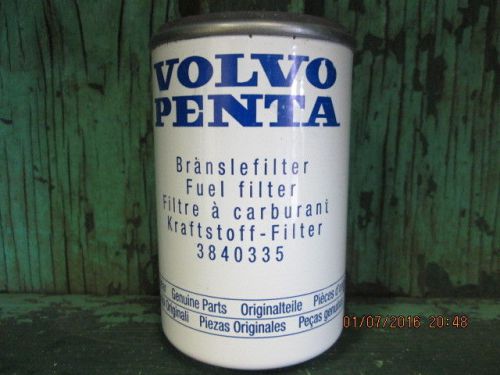 VOLVO
PENTA
Bränslefilter
Fuel filter
Filtre à carburant
Kraftstoff-Filter
3840335
Genuine Parts Originalteile Pièces
Originali Piezas Originales Peças
01/07/2016 20:48